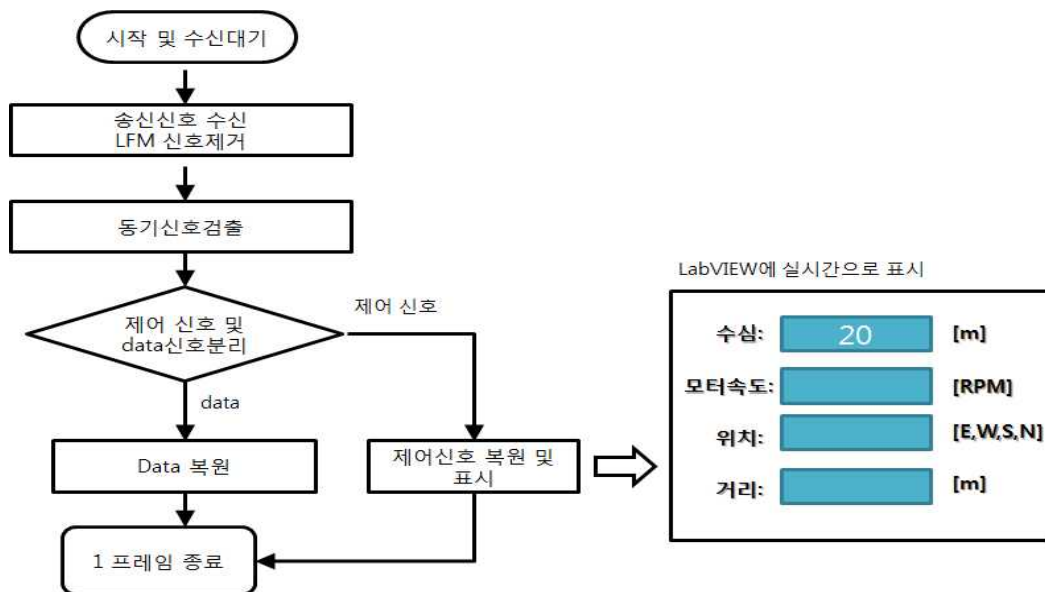 시작 및 수신대기
송신신호 수신
LFM 신호제거
동기신호검출
제어 신호 및
data신호분리
제어 신호
data
Data 복원
제어신호 복원 및
표시
1 프레임 종료
LabVIEW에 실시간으로 표시
수심: 20 [m]
모터속도: [RPM]
위치: [E,W,S,N]
거리: [m]